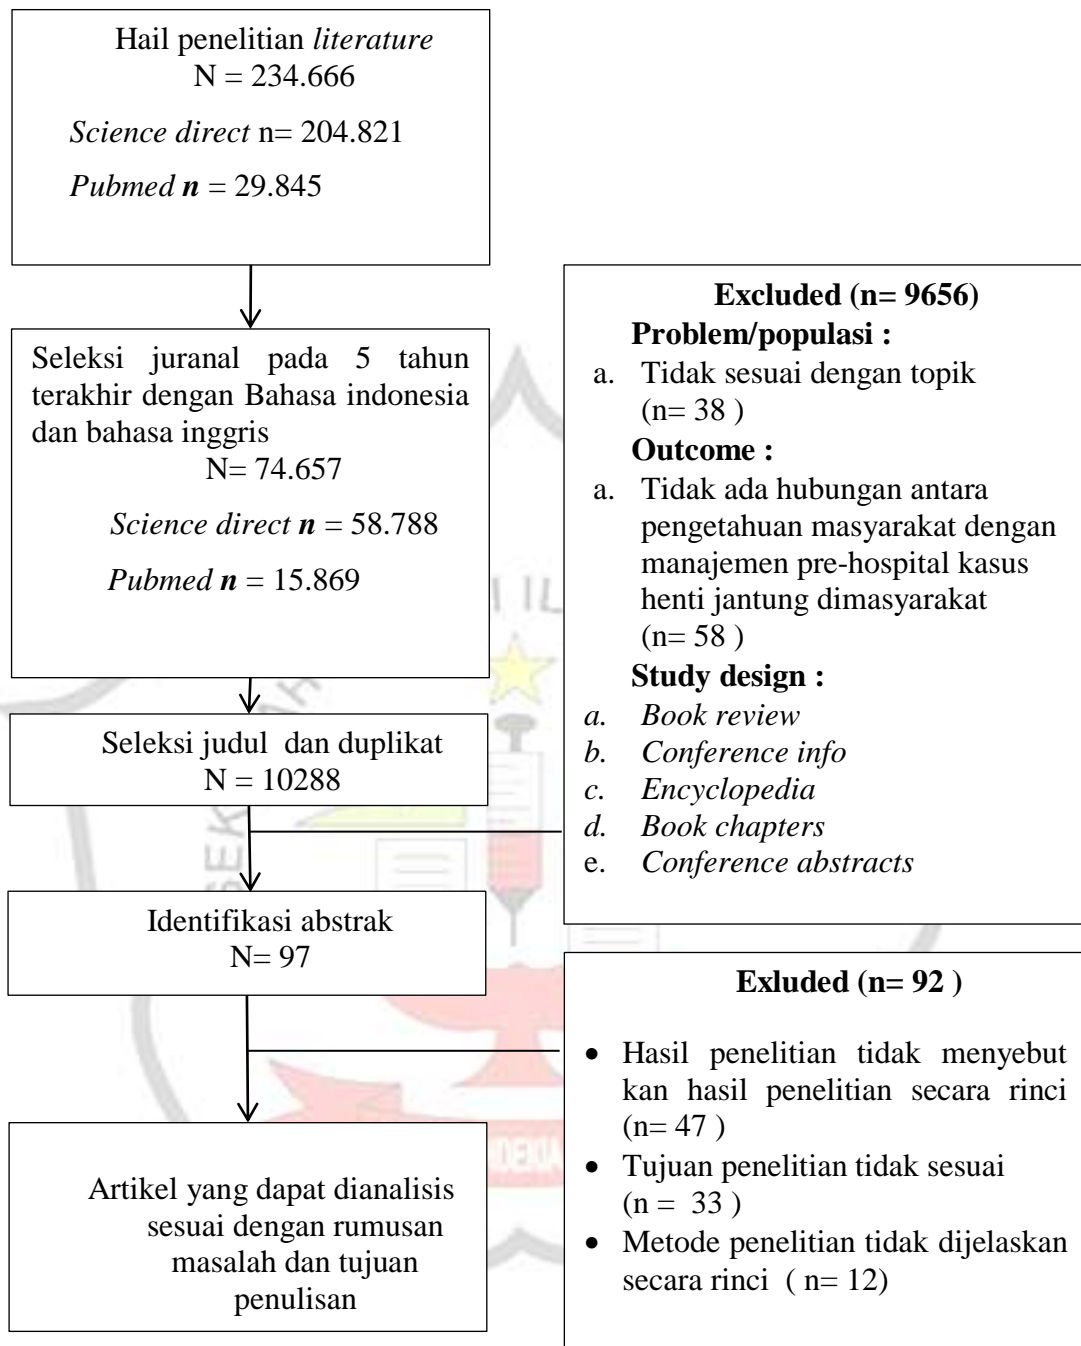 Hail penelitian literature
N = 234.666
Science direct n= 204.821
Pubmed n = 29.845
Seleksi juranal pada 5 tahun
terakhir dengan Bahasa indonesia
dan bahasa inggris
N= 74.657
Science direct n = 58.788
Pubmed n = 15.869
Seleksi judul dan duplikat
N = 10288
Identifikasi abstrak
N= 97
Artikel yang dapat dianalisis
sesuai dengan rumusan
masalah dan tujuan
penulisan
Excluded (n= 9656)
Problem/populasi :
a. Tidak sesuai dengan topik
(n= 38 )
Outcome :
a. Tidak ada hubungan antara
pengetahuan masyarakat dengan
manajemen pre-hospital kasus
henti jantung dimasyarakat
(n= 58 )
Study design :
a. Book review
b. Conference info
c. Encyclopedia
d. Book chapters
e. Conference abstracts
Exluded (n= 92 )
• Hasil penelitian tidak menyebut
kan hasil penelitian secara rinci
(n= 47 )
• Tujuan penelitian tidak sesuai
(n = 33 )
• Metode penelitian tidak dijelaskan
secara rinci ( n= 12)